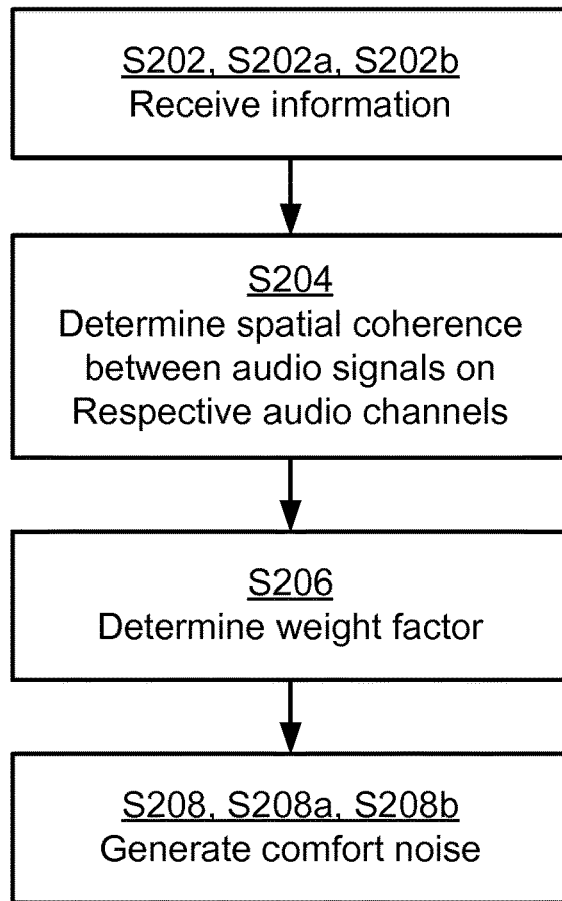 S202, S202a, S202b
Receive information
S204
Determine spatial coherence
between audio signals on
Respective audio channels
S206
Determine weight factor
S208, S208a, S208b
Generate comfort noise